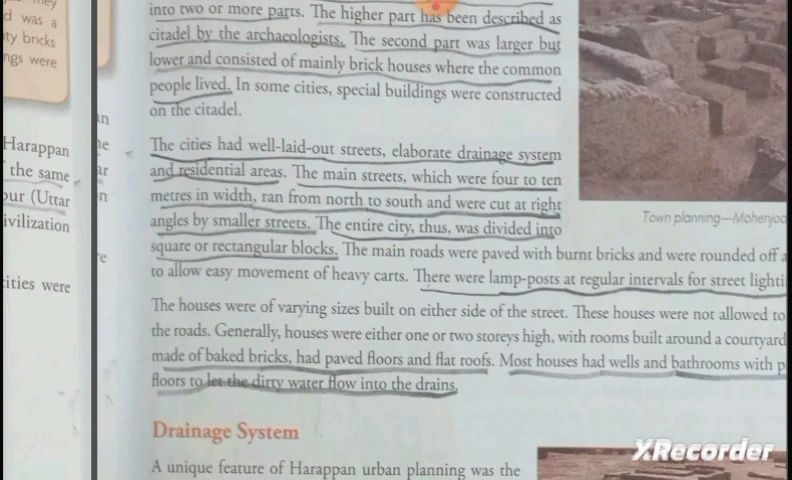 d was a
ty bricks.
ngs were
Harappan
the same
our (Uttar
ivilization
cities were
into two or more parts. The higher part has been described as
citadel by the archaeologists. The second part was larger but
lower and consisted of mainly brick houses where the common
people lived. In some cities, special buildings were constructed
on the citadel.
The cities had well-laid-out streets, elaborate drainage system
and residential areas. The main streets, which were four to ten
metres in width, ran from north to south and were cut at right
angles by smaller streets. The entire city, thus, was divided into
square or rectangular blocks. The main roads were paved with burnt bricks and were rounded off a
to allow easy movement of heavy carts. There were lamp-posts at regular intervals for street lighti
The houses were of varying sizes built on either side of the street. These houses were not allowed to
the roads. Generally, houses were either one or two storeys high, with rooms built around a courtyard
made of baked bricks, had paved floors and flat roofs. Most houses had wells and bathrooms with p
floors to let the dirty water flow into the drains.
Town planning—Mohenjod
Drainage System
A unique feature of Harappan urban planning was the
XRecorder